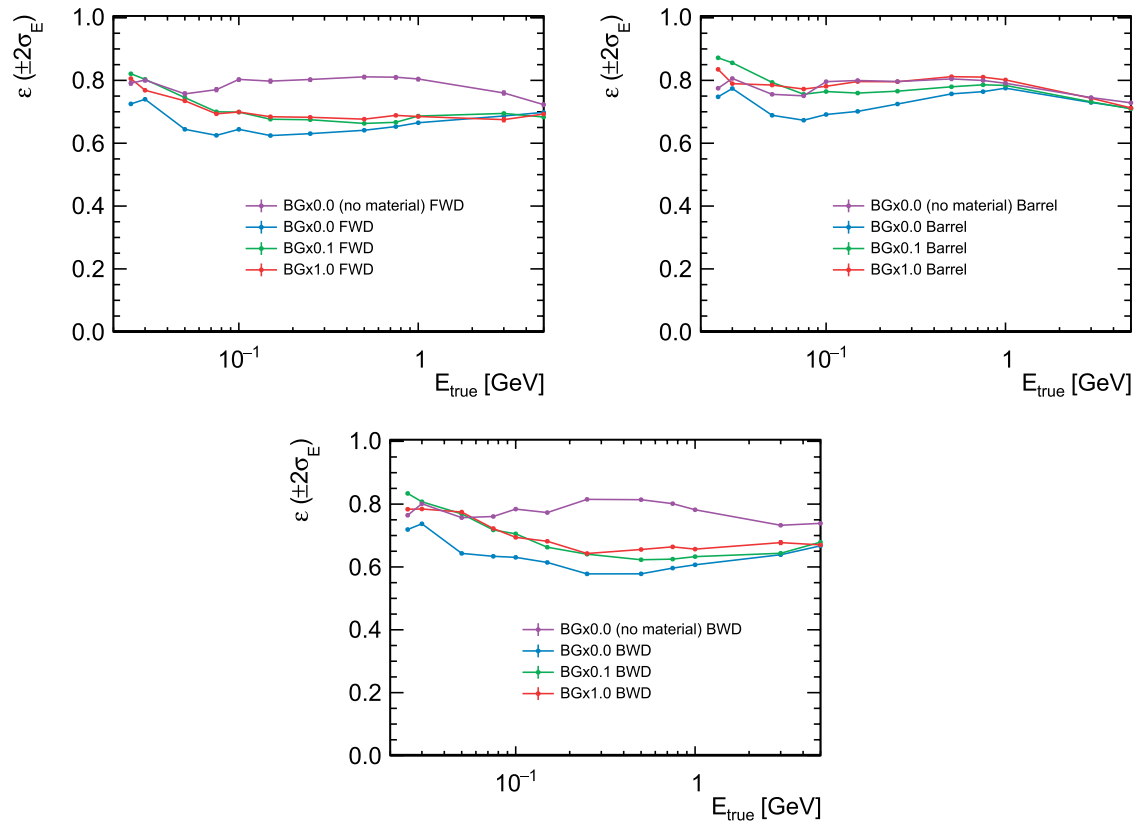 ε (±2σ_E)
1.0
0.8
0.6
0.4
0.2
0.0
BGx0.0 (no material) FWD
BGx0.0 FWD
BGx0.1 FWD
BGx1.0 FWD
10⁻¹
1
E_true [GeV]
ε (±2σ_E)
1.0
0.8
0.6
0.4
0.2
0.0
BGx0.0 (no material) Barrel
BGx0.0 Barrel
BGx0.1 Barrel
BGx1.0 Barrel
10⁻¹
1
E_true [GeV]
ε (±2σ_E)
1.0
0.8
0.6
0.4
0.2
0.0
BGx0.0 (no material) BWD
BGx0.0 BWD
BGx0.1 BWD
BGx1.0 BWD
10⁻¹
1
E_true [GeV]